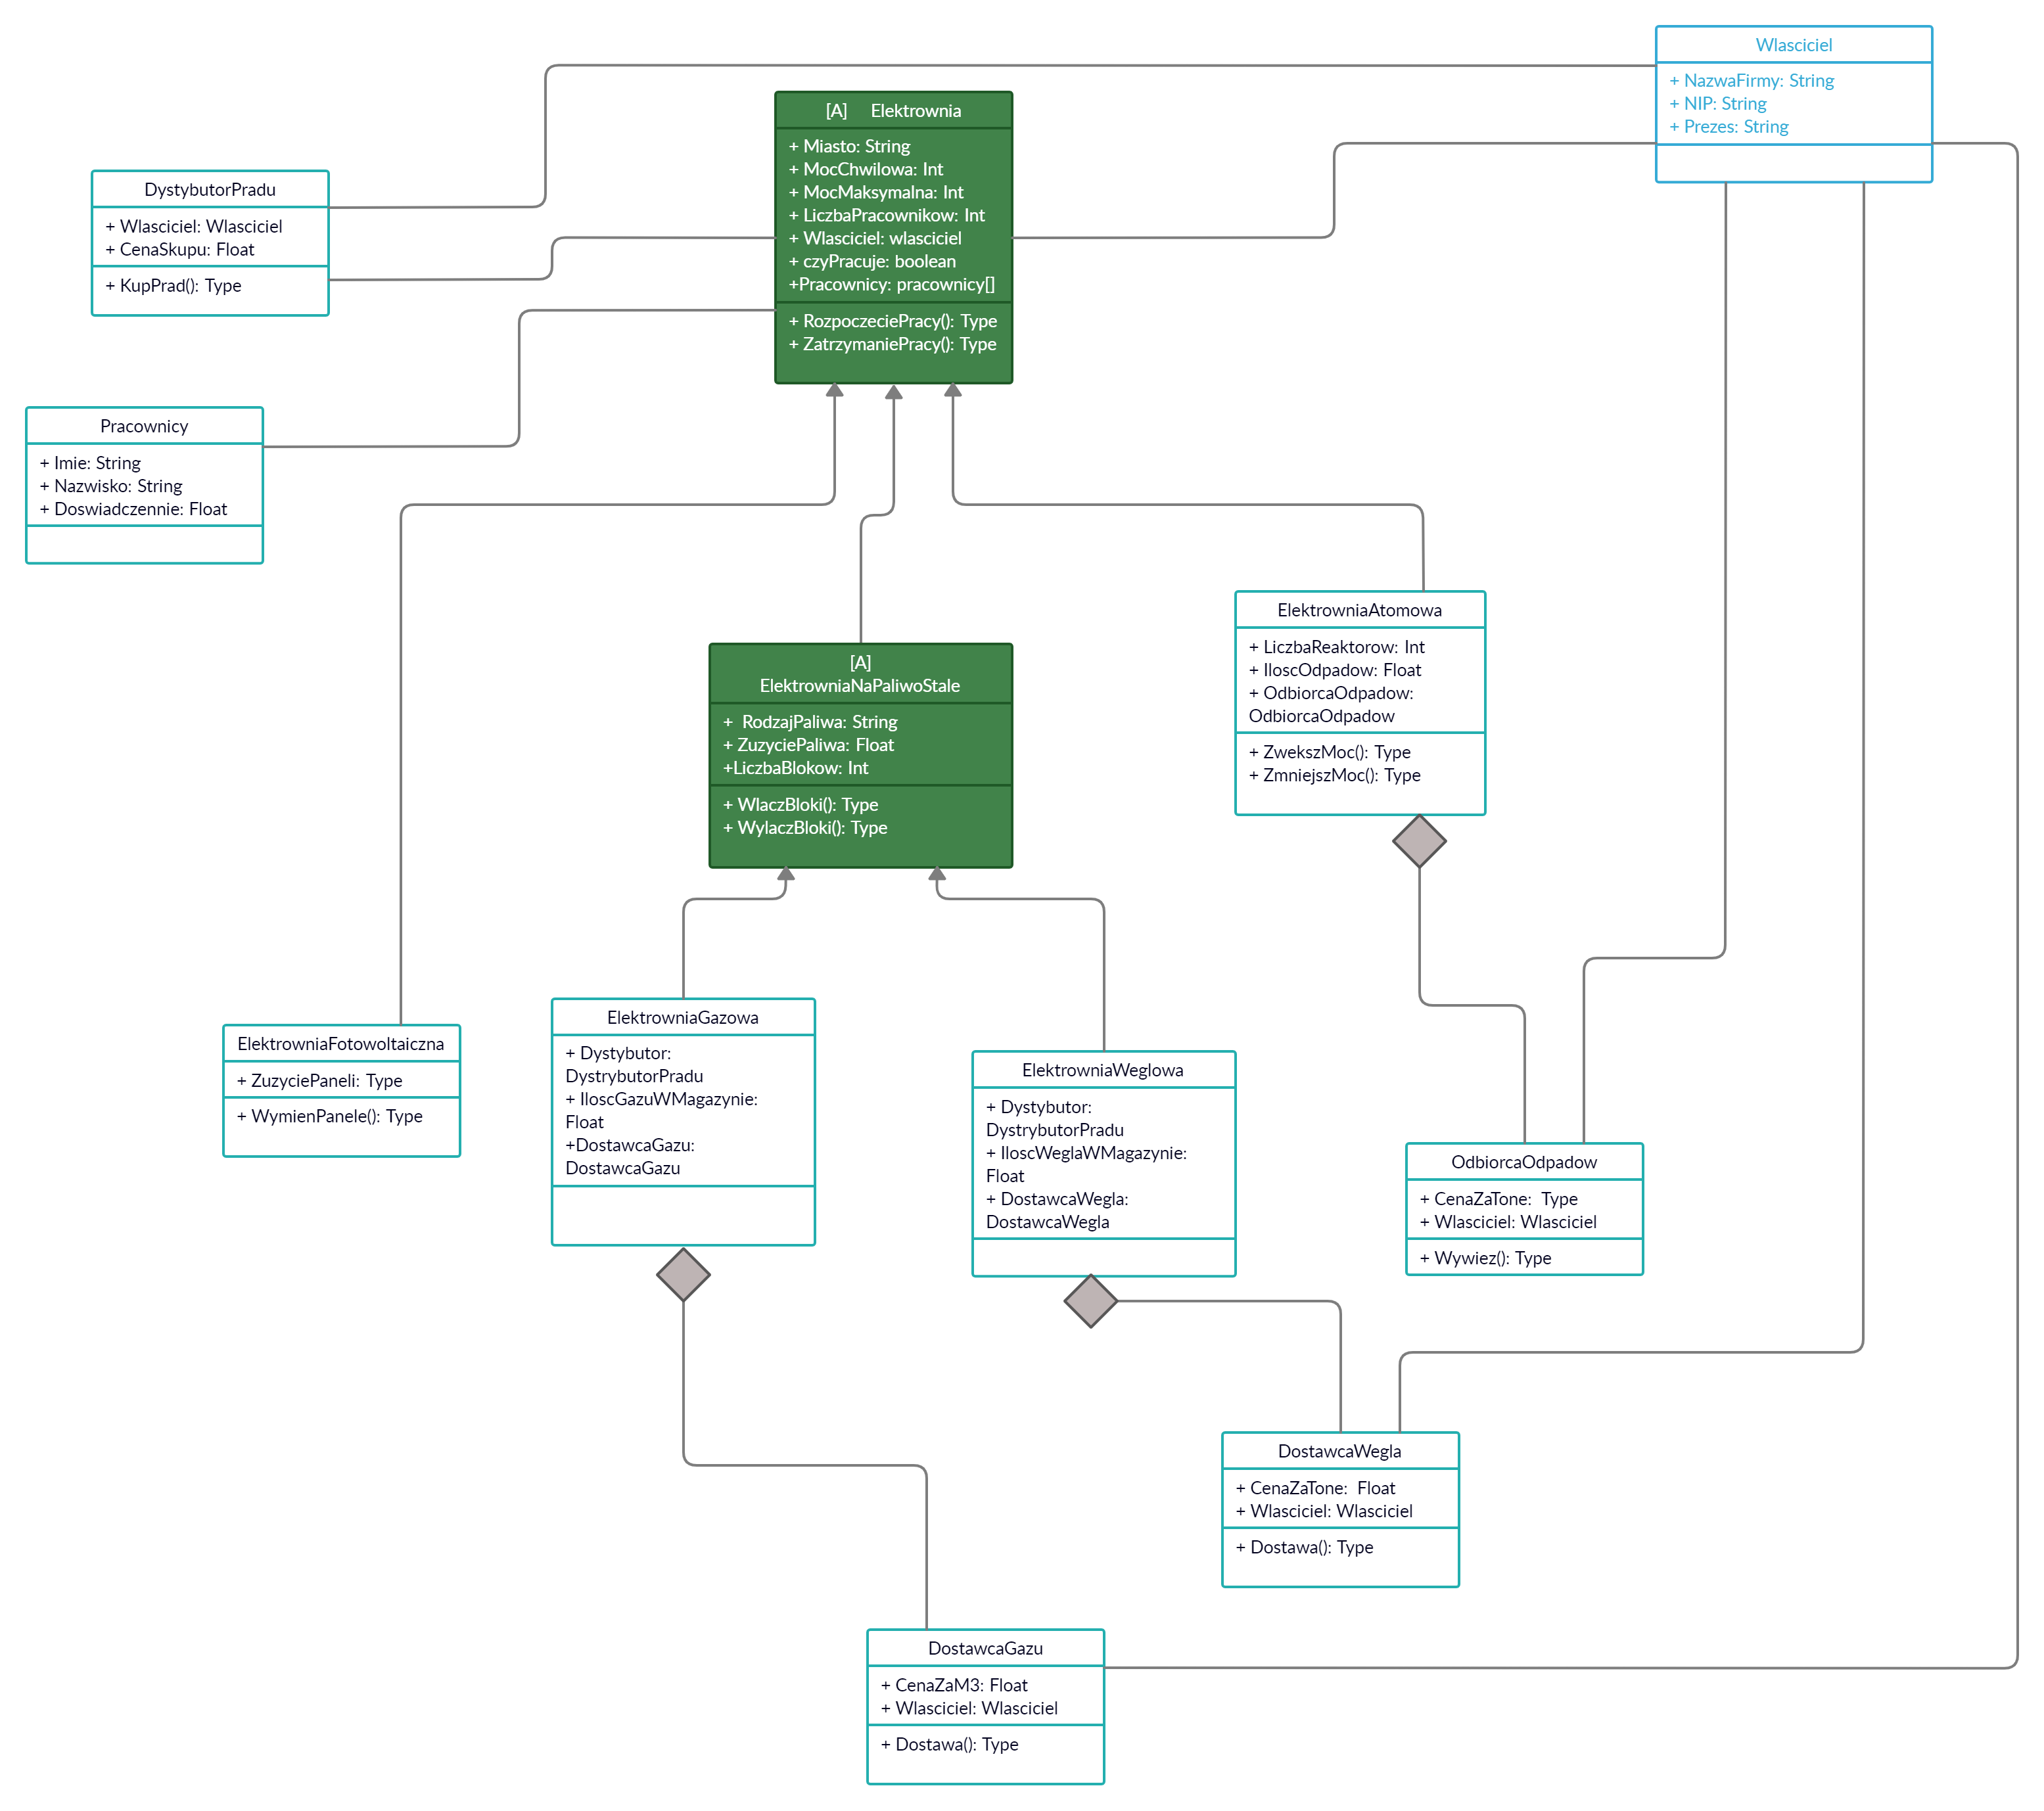 Wlasciciel
+ NazwaFirmy: String
+ NIP: String
+ Prezes: String
[A] Elektrownia
+ Miasto: String
+ MocChwilowa: Int
+ MocMaksymalna: Int
+ LiczbaPracownikow: Int
+ Wlasciciel: wlasciciel
+ czyPracuje: boolean
+Pracownicy: pracownicy[]
+ RozpoczeciePracy(): Type
+ ZatrzymaniePracy(): Type
DystybutorPradu
+ Wlasciciel: Wlasciciel
+ CenaSkupu: Float
+ KupPrad(): Type
Pracownicy
+ Imie: String
+ Nazwisko: String
+ Doswiadczennie: Float
ElektrowniaAtomowa
+ LiczbaReaktorow: Int
+ IloscOdpadow: Float
+ OdbiorcaOdpadow:
OdbiorcaOdpadow
+ ZwekszMoc(): Type
+ ZmniejszMoc(): Type
[A]
ElektrowniaNaPaliwoStale
+ RodzajPaliwa: String
+ ZuzyciePaliwa: Float
+LiczbaBlokow: Int
+ WlaczBloki(): Type
+ WylaczBloki(): Type
ElektrowniaFotowoltaiczna
+ ZuzyciePaneli: Type
+ WymienPanele(): Type
ElektrowniaGazowa
+ Dystybutor:
DystrybutorPradu
+ IloscGazuWMagazynie:
Float
+DostawcaGazu:
DostawcaGazu
ElektrowniaWeglowa
+ Dystybutor:
DystrybutorPradu
+ IloscWeglaWMagazynie:
Float
+ DostawcaWegla:
DostawcaWegla
OdbiorcaOdpadow
+ CenaZaTone: Type
+ Wlasciciel: Wlasciciel
+ Wywiez(): Type
DostawcaWegla
+ CenaZaTone: Float
+ Wlasciciel: Wlasciciel
+ Dostawa(): Type
DostawcaGazu
+ CenaZaM3: Float
+ Wlasciciel: Wlasciciel
+ Dostawa(): Type